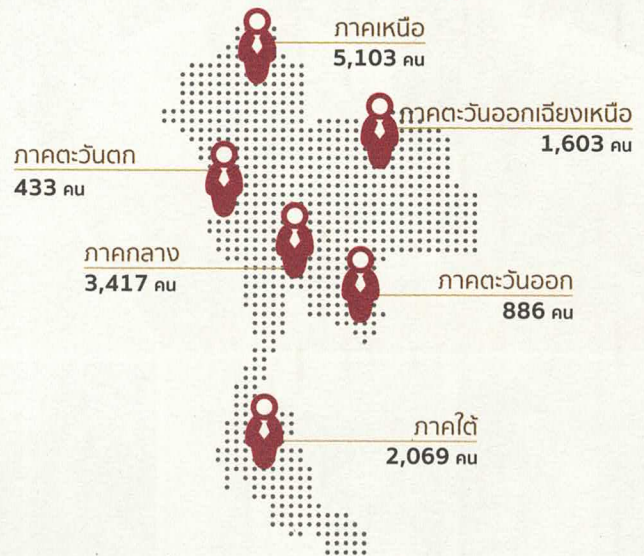 ภาคเหนือ
5,103 คน
ภาคตะวันออกเฉียงเหนือ
1,603 คน
ภาคตะวันตก
433 คน
ภาคกลาง
3,417 คน
ภาคตะวันออก
886 คน
ภาคใต้
2,069 คน